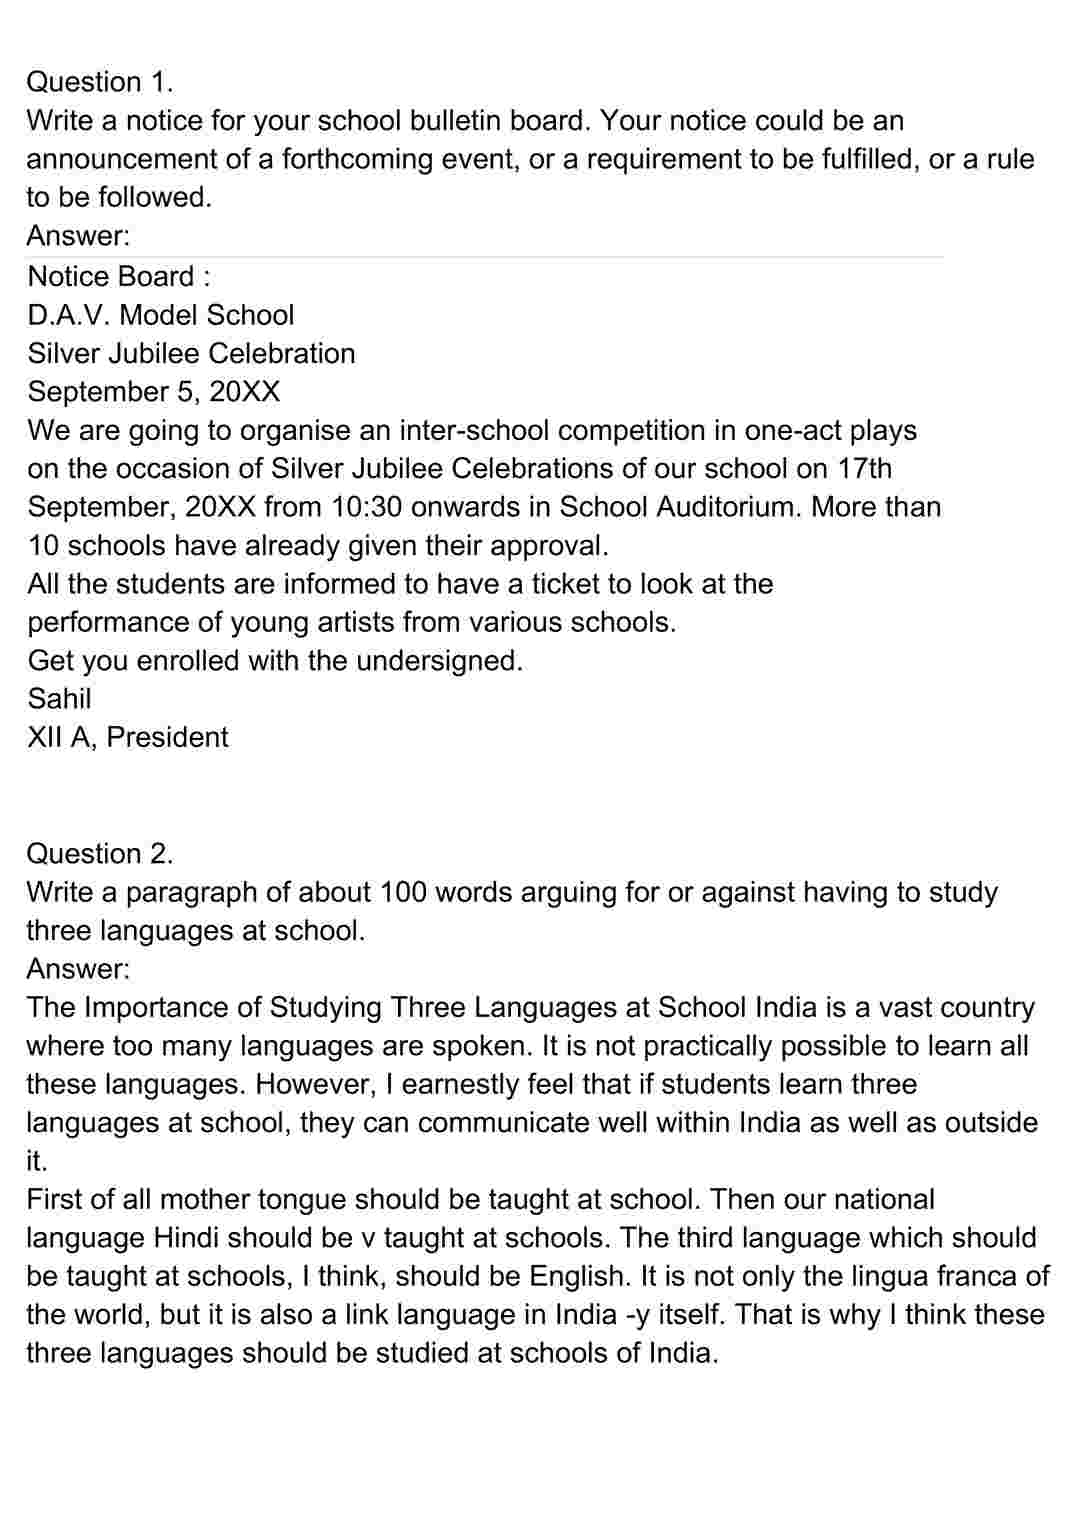 Question 1.
Write a notice for your school bulletin board. Your notice could be an
announcement of a forthcoming event, or a requirement to be fulfilled, or a rule
to be followed.
Answer:
Notice Board :
D.A.V. Model School
Silver Jubilee Celebration
September 5, 20XX
We are going to organise an inter-school competition in one-act plays
on the occasion of Silver Jubilee Celebrations of our school on 17th
September, 20XX from 10:30 onwards in School Auditorium. More than
10 schools have already given their approval.
All the students are informed to have a ticket to look at the
performance of young artists from various schools.
Get you enrolled with the undersigned.
Sahil
XII A, President
Question 2.
Write a paragraph of about 100 words arguing for or against having to study
three languages at school.
Answer:
The Importance of Studying Three Languages at School India is a vast country
where too many languages are spoken. It is not practically possible to learn all
these languages. However, I earnestly feel that if students learn three
languages at school, they can communicate well within India as well as outside
it.
First of all mother tongue should be taught at school. Then our national
language Hindi should be v taught at schools. The third language which should
be taught at schools, I think, should be English. It is not only the lingua franca of
the world, but it is also a link language in India -y itself. That is why I think these
three languages should be studied at schools of India.